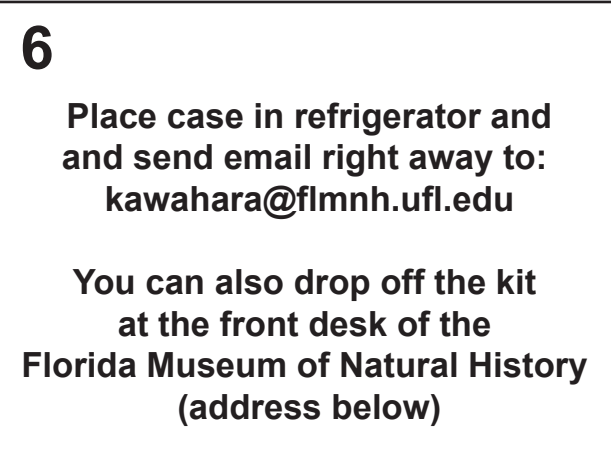 6
Place case in refrigerator and
and send email right away to:
kawahara@flmnh.ufl.edu
You can also drop off the kit
at the front desk of the
Florida Museum of Natural History
(address below)